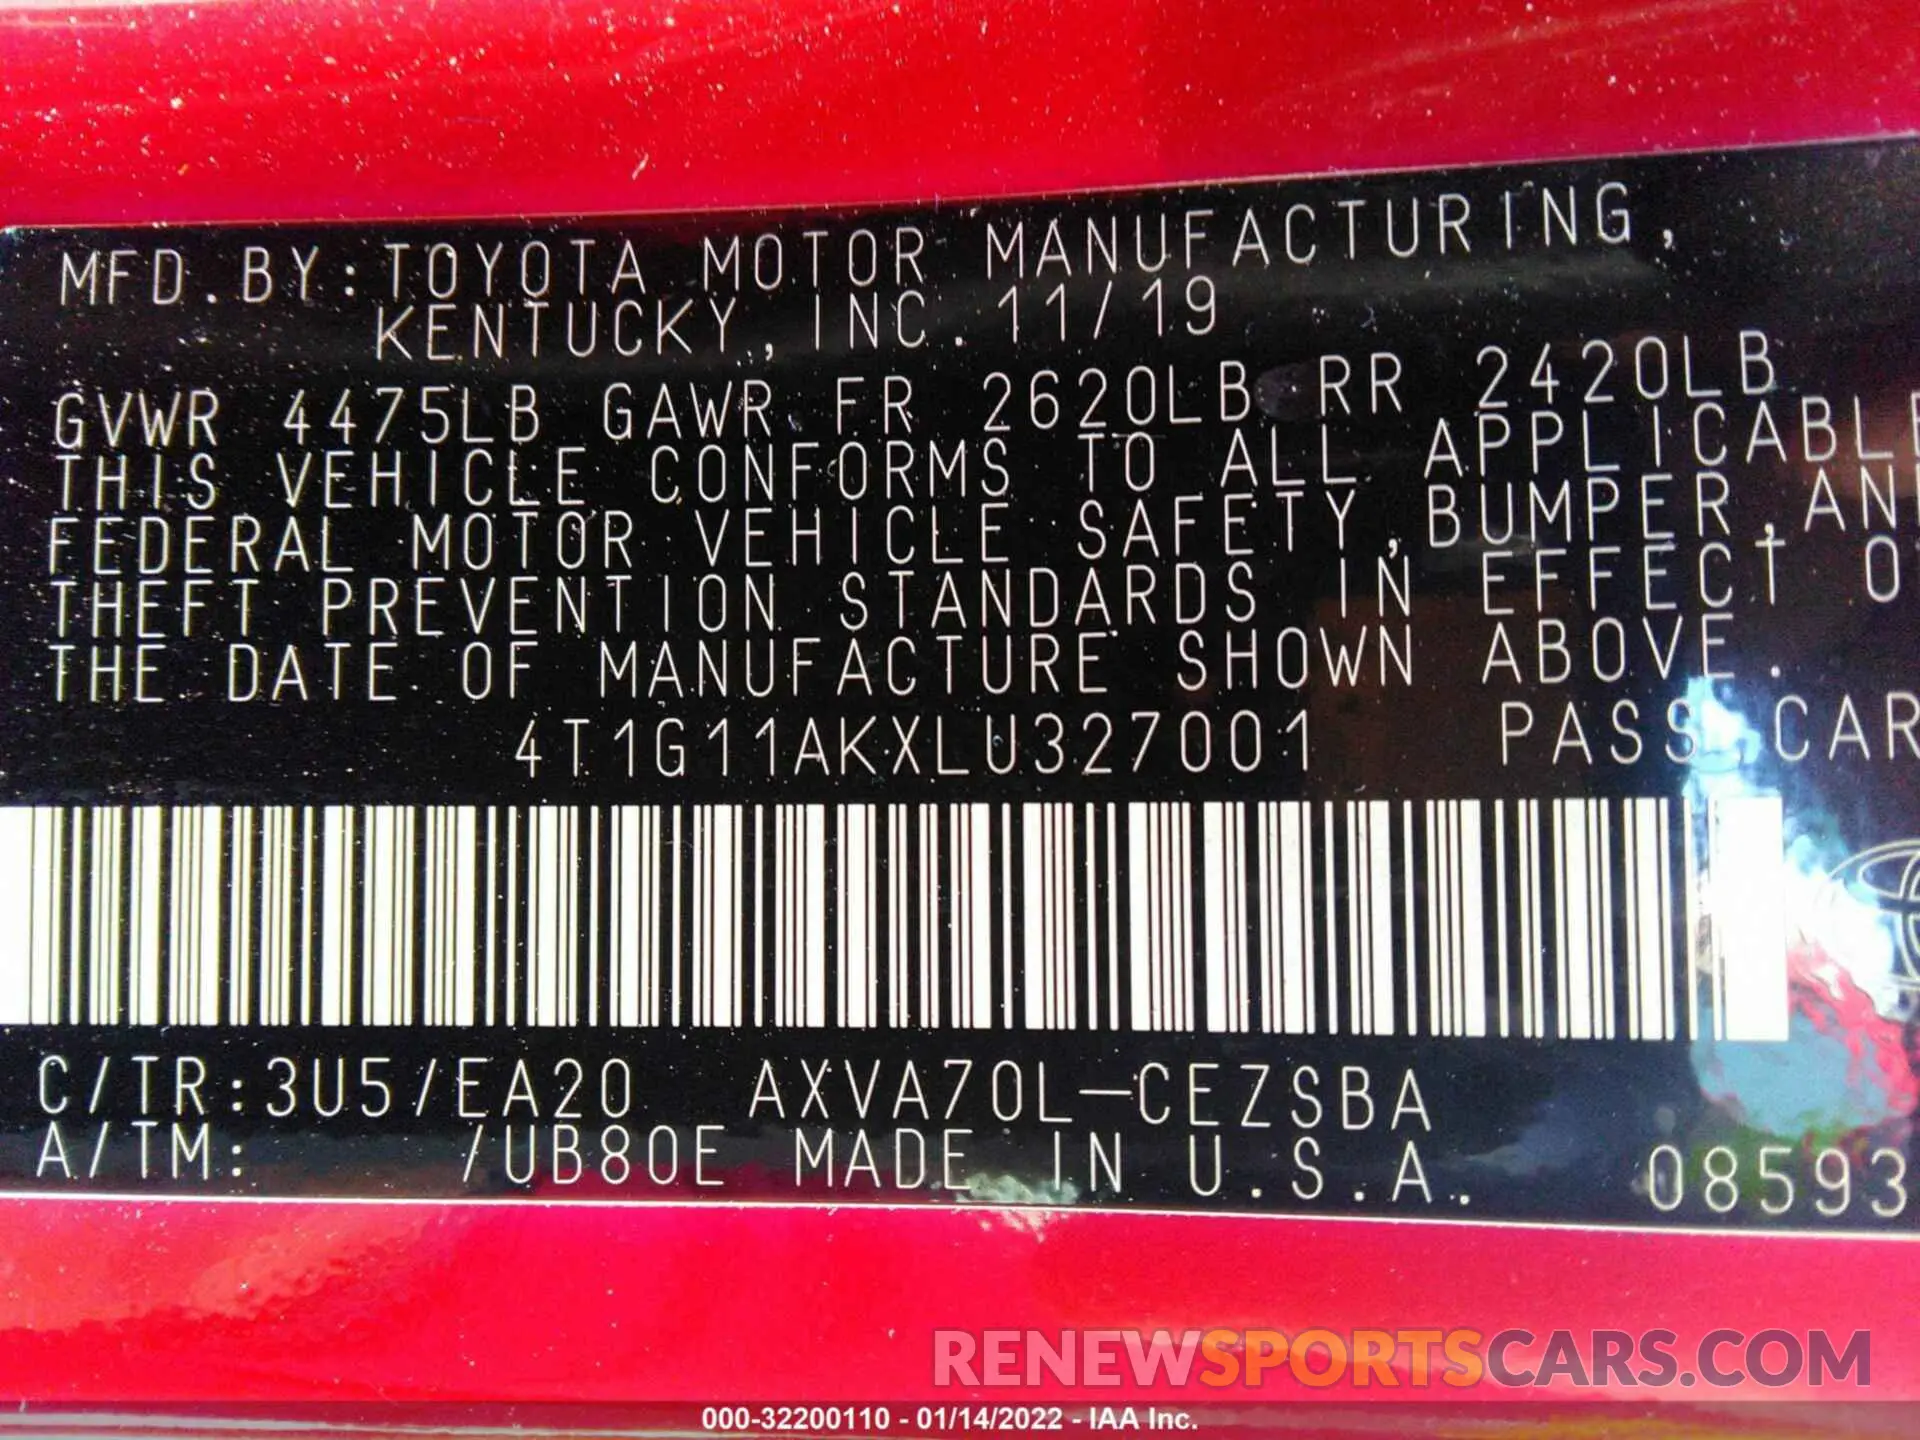 MFD.BY:TOYOTA MOTOR MANUFACTURING,
KENTUCKY, INC. 11/19
GVWR 4475LB GAWR FR 2620LB RR 2420LB
THIS VEHICLE CONFORMS TO ALL APPLICABLE
FEDERAL MOTOR VEHICLE SAFETY,BUMPER,AN
THEFT PREVENTION STANDARDS IN EFFECT O
THE DATE OF MANUFACTURE SHOWN ABOVE.
4T1G11AKXLU327001 PASS.CAR
C/TR:3U5/EA20 AXVA70L-CEZSBA
A/TM: /UB80E MADE IN U.S.A. 08593
RENEWSPORTSCARS.COM
000-32200110 - 01/14/2022 - IAA Inc.